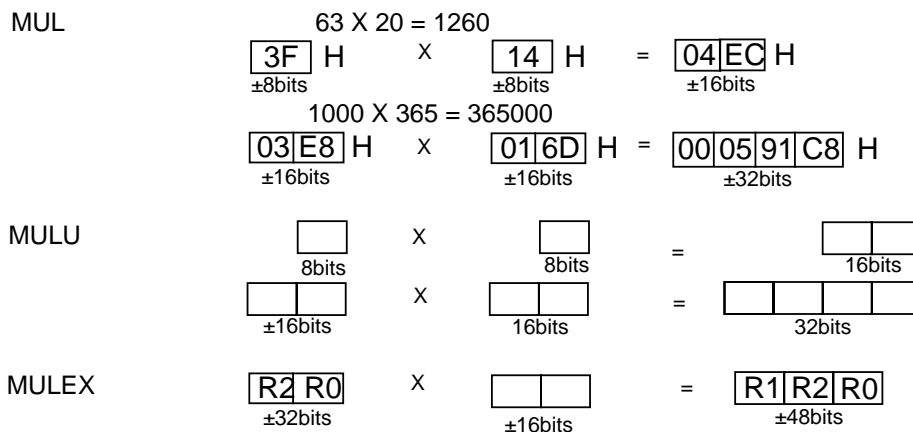 MUL 63 X 20 = 1260
3F H X 14 H = 04 EC H
±8bits ±8bits ±16bits
1000 X 365 = 365000
03 E8 H X 01 6D H = 00 05 91 C8 H
±16bits ±16bits ±32bits
MULU X =
8bits 8bits 16bits
X =
±16bits 16bits 32bits
MULEX R2 R0 X = R1 R2 R0
±32bits ±16bits ±48bits